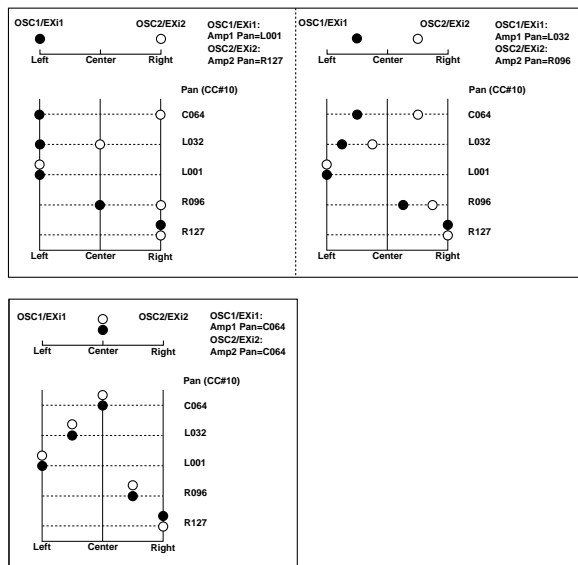 OSC1/EXi1 OSC2/EXi2
OSC1/EXi1:
Amp1 Pan=L001
OSC2/EXi2:
Amp2 Pan=R127
Left Center Right
Pan (CC#10)
C064
L032
L001
R096
R127
Left Center Right
OSC1/EXi1 OSC2/EXi2
OSC1/EXi1:
Amp1 Pan=L032
OSC2/EXi2:
Amp2 Pan=R096
Left Center Right
Pan (CC#10)
C064
L032
L001
R096
R127
Left Center Right
OSC1/EXi1 OSC2/EXi2
OSC1/EXi1:
Amp1 Pan=C064
OSC2/EXi2:
Amp2 Pan=C064
Left Center Right
Pan (CC#10)
C064
L032
L001
R096
R127
Left Center Right